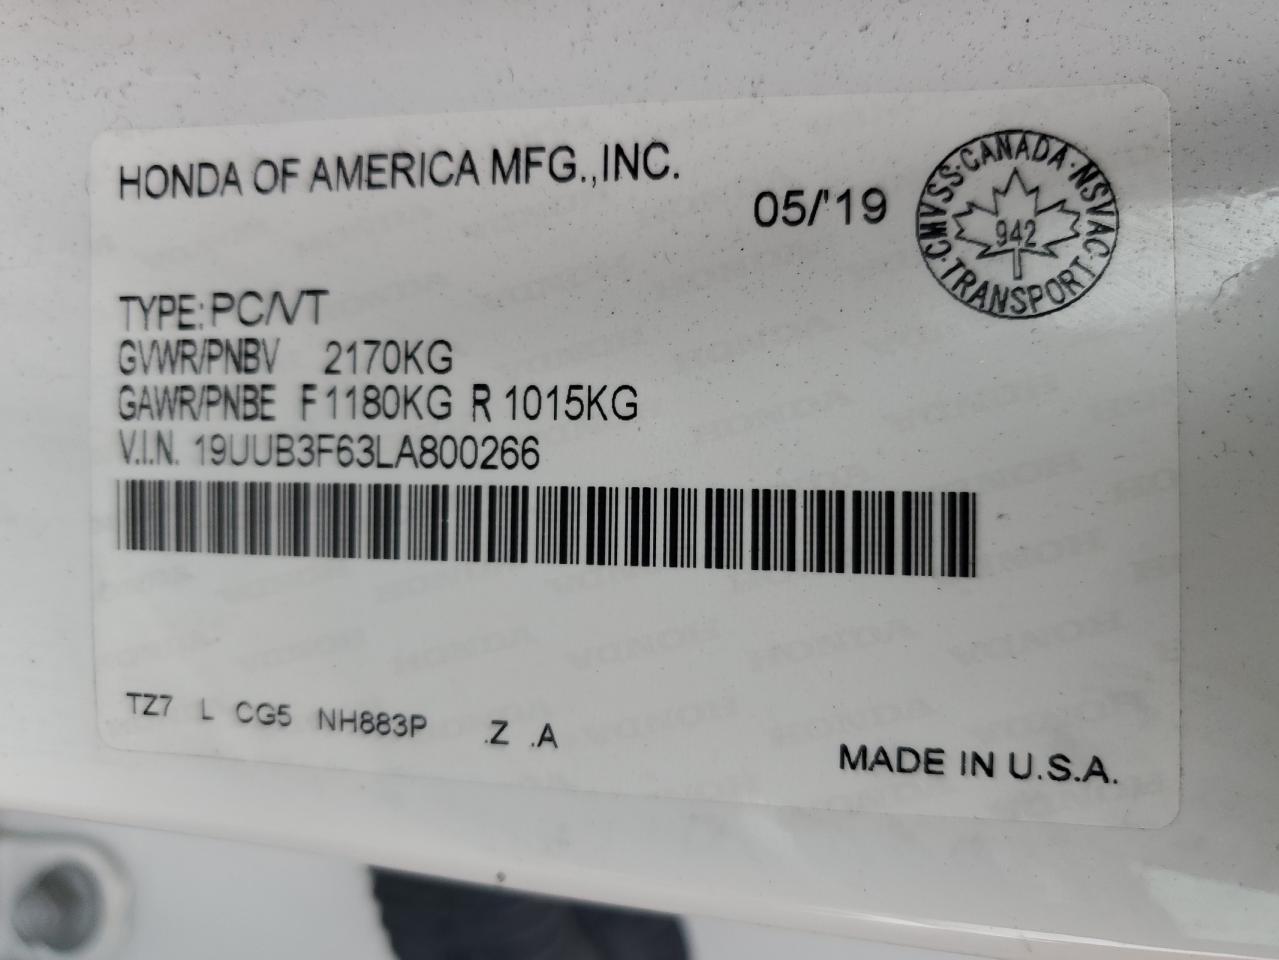 HONDA OF AMERICA MFG.,INC.
05/'19
CMVSS·CANADA·NSVAC·TRANSPORT·
942
TYPE: PC/VT
GVWR/PNBV 2170KG
GAWR/PNBE F 1180KG R 1015KG
V.I.N. 19UUB3F63LA800266
TZ7 L CG5 NH883P .Z .A
MADE IN U.S.A.